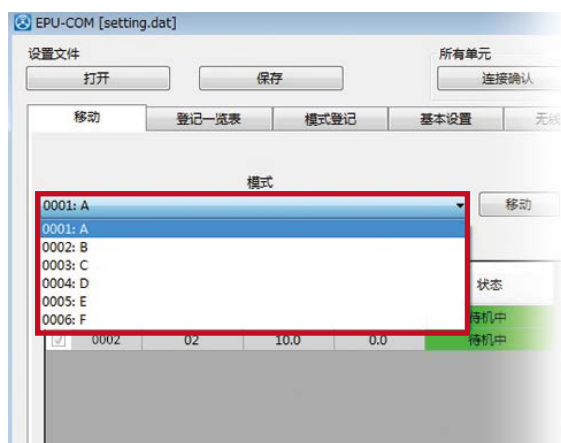 EPU-COM [setting.dat]
设置文件 所有单元
打开 保存 连接确认
移动 登记一览表 模式登记 基本设置 无线
模式
0001: A 移动
0001: A
0002: B
0003: C
0004: D 状态
0005: E
0006: F 待机中
0002 02 10.0 0.0 待机中